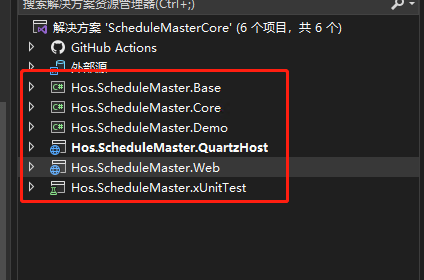 搜索解决方案资源管理器(Ctrl+;)
解决方案 'ScheduleMasterCore' (6 个项目，共 6 个)
GitHub Actions
外部源
Hos.ScheduleMaster.Base
Hos.ScheduleMaster.Core
Hos.ScheduleMaster.Demo
Hos.ScheduleMaster.QuartzHost
Hos.ScheduleMaster.Web
Hos.ScheduleMaster.xUnitTest